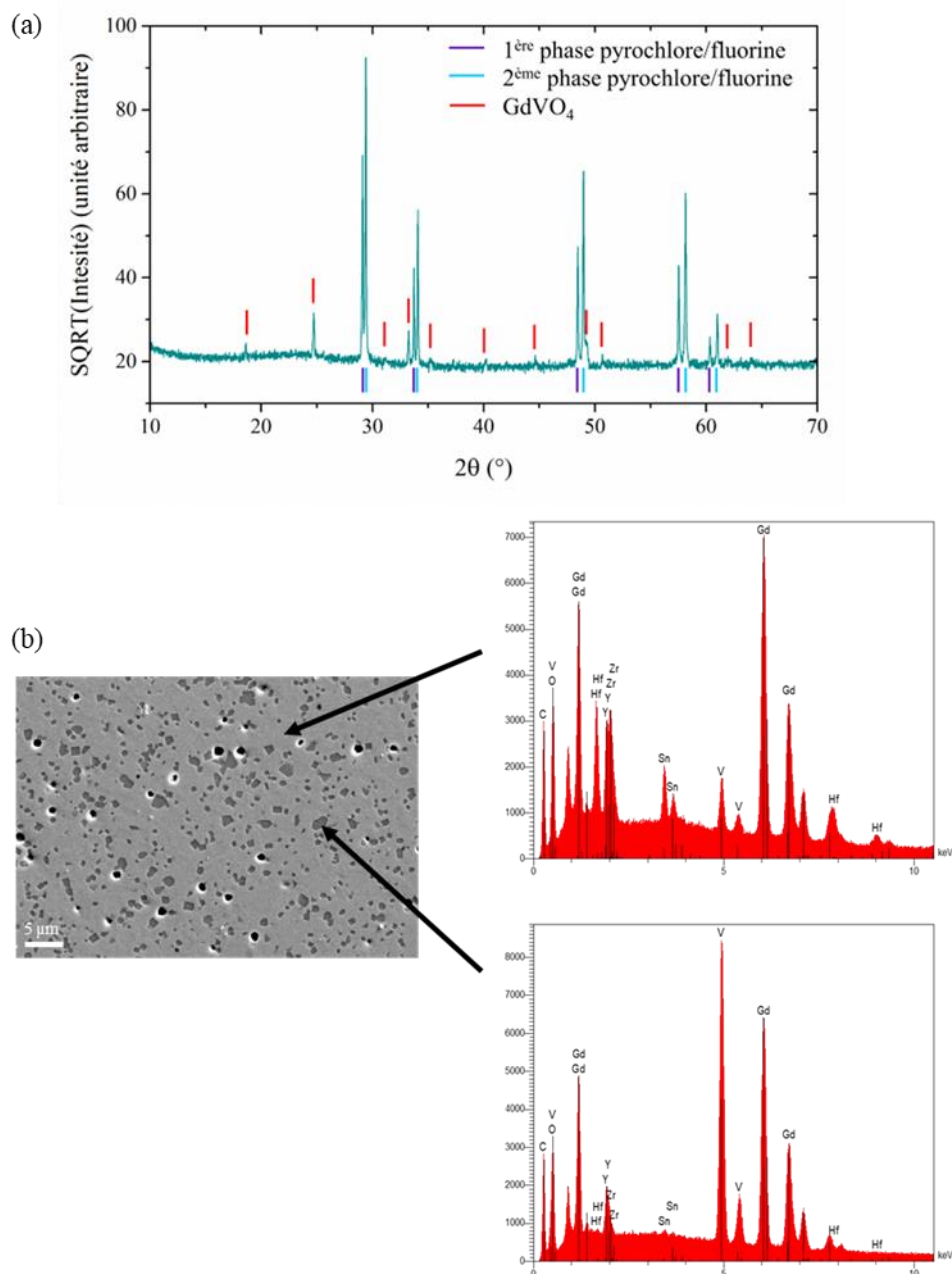 (a)
100
80
60
40
20
SQRT(Intesité) (unité arbitraire)
1ère phase pyrochlore/fluorine
2ème phase pyrochlore/fluorine
GdVO4
10 20 30 40 50 60 70
2θ (°)
(b)
5 µm
7000
6000
5000
4000
3000
2000
1000
0
C
V
O
Gd
Gd
Hf
Hf
Y
Y
Zr
Zr
Sn
Sn
V
V
Gd
Gd
Hf
Hf
0 5 10
keV
8000
7000
6000
5000
4000
3000
2000
1000
0
C
V
O
Gd
Gd
Hf
Hf
Y
Y
Zr
Zr
Sn
Sn
V
V
Gd
Gd
Hf
Hf
0 5 10
keV